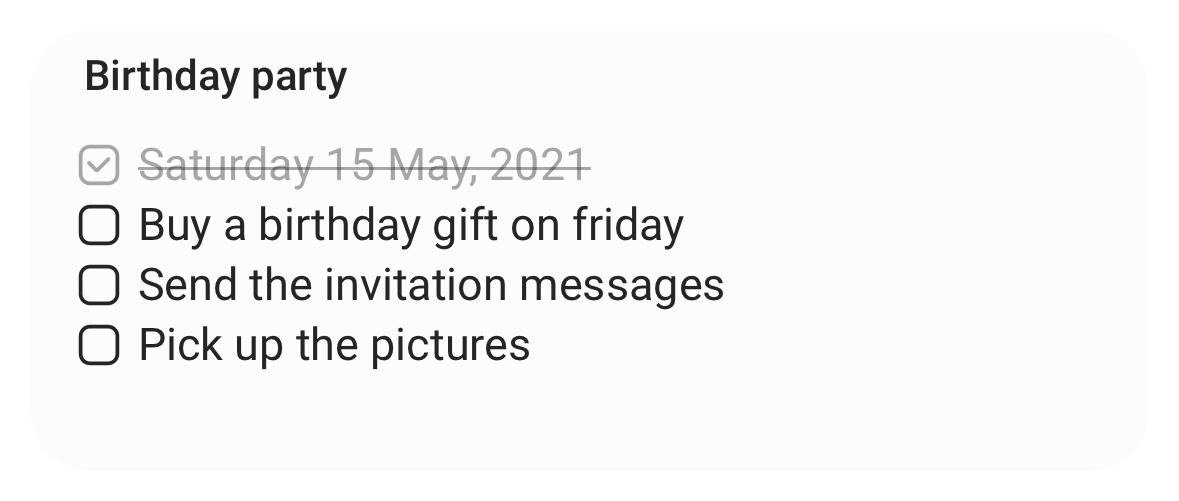 Birthday party
Saturday 15 May, 2021
Buy a birthday gift on friday
Send the invitation messages
Pick up the pictures